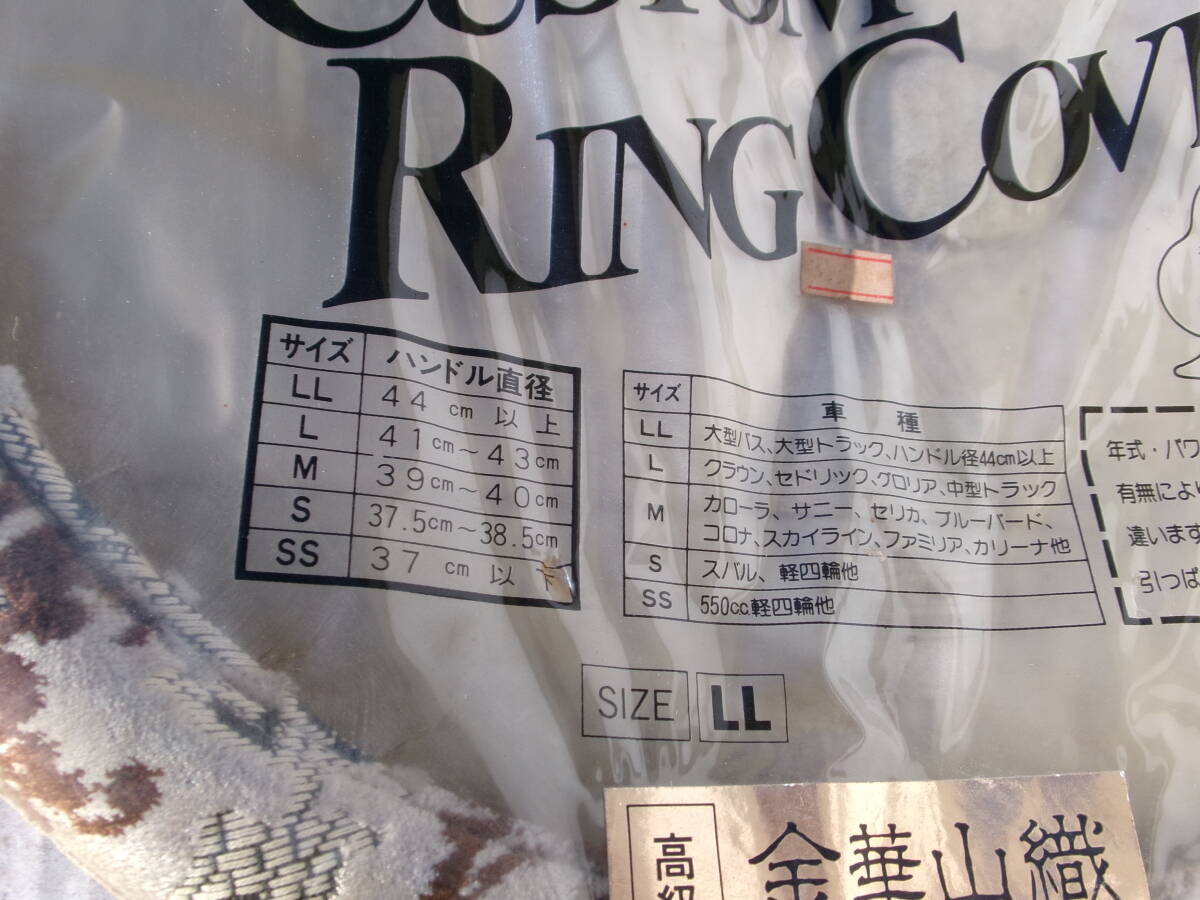 CUSTOM
RING COV
サイズ ハンドル直径
LL 44 cm 以上
L 41cm～43cm
M 39cm～40cm
S 37.5cm～38.5cm
SS 37 cm 以下
サイズ 車種
LL 大型バス、大型トラック、ハンドル径44cm以上
L クラウン、セドリック、グロリア、中型トラック
M カローラ、サニー、セリカ、ブルーバード、
コロナ、スカイライン、ファミリア、カリーナ他
S スバル、軽四輪他
SS 550cc.軽四輪他
年式・パワ
有無により
違います
引つば
SIZE LL
高級
金華山織